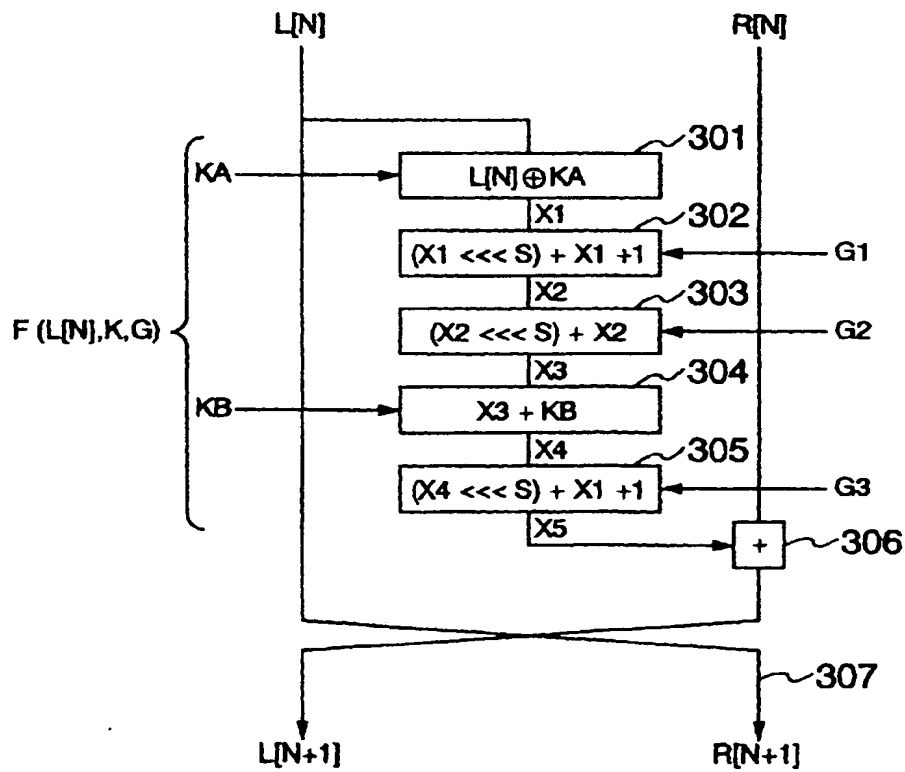 L[N] R[N]
301
KA L[N]⊕KA
X1 302
(X1 <<< S) + X1 +1 G1
X2 303
F (L[N],K,G) (X2 <<< S) + X2 G2
X3 304
KB X3 + KB
X4 305
(X4 <<< S) + X1 +1 G3
X5 + 306
307
L[N+1] R[N+1]